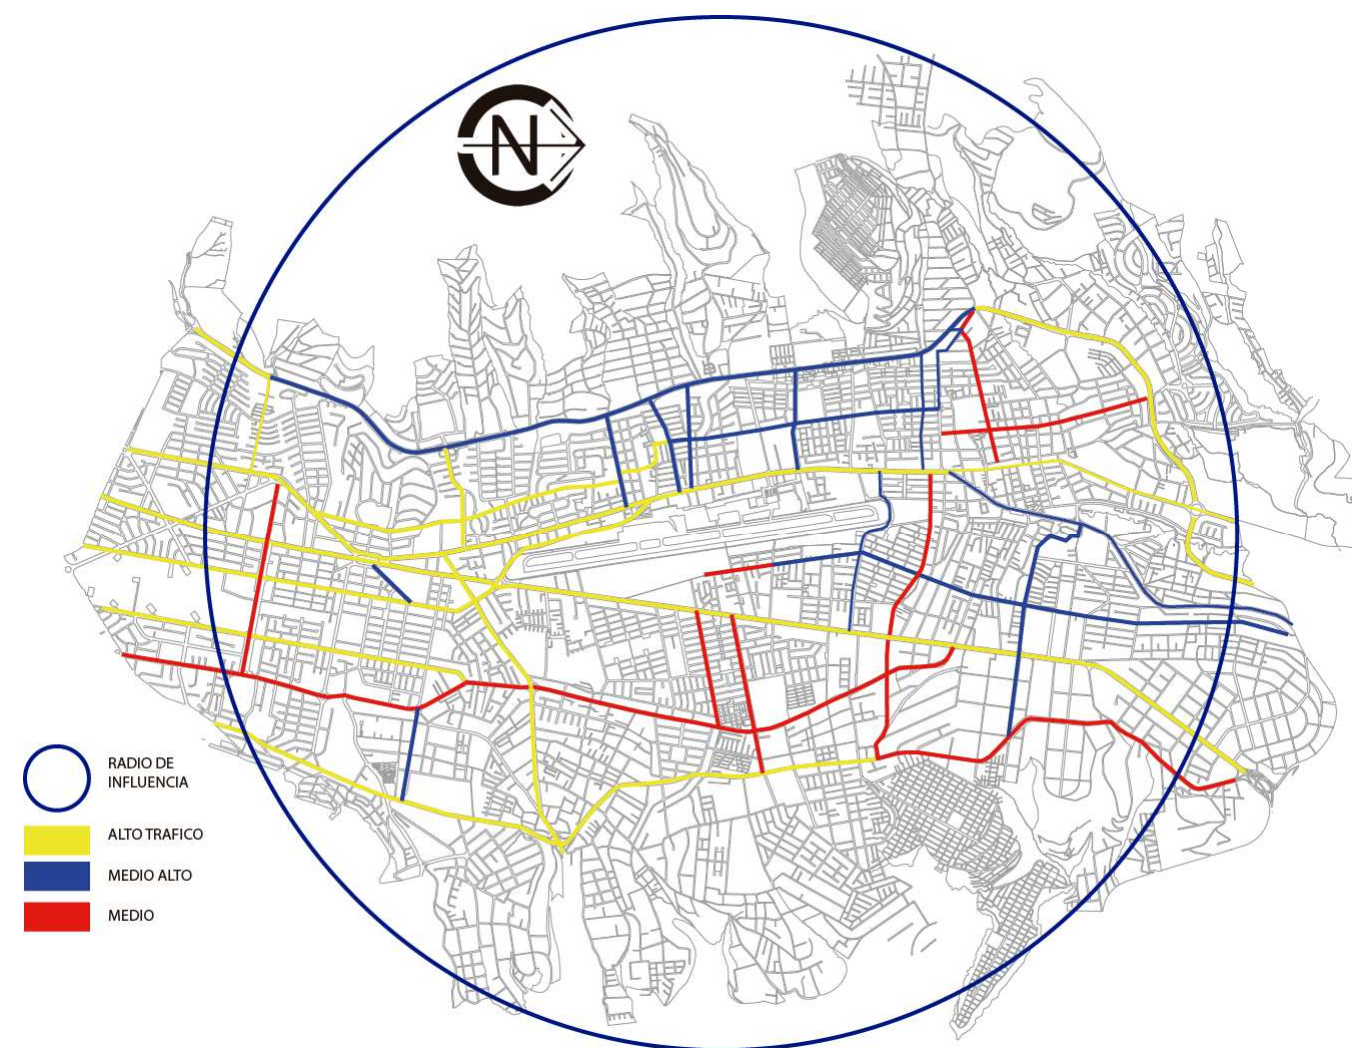 N
RADIO DE
INFLUENCIA
ALTO TRAFICO
MEDIO ALTO
MEDIO